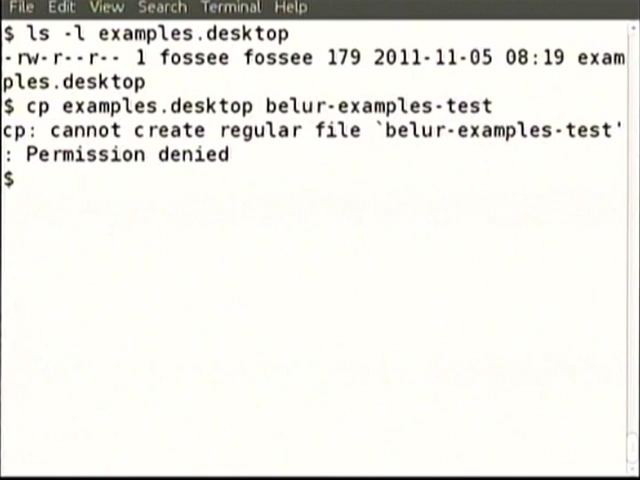 File Edit View Search Terminal Help
$ ls -l examples.desktop
-rw-r--r-- 1 fossee fossee 179 2011-11-05 08:19 exam
ples.desktop
$ cp examples.desktop belur-examples-test
cp: cannot create regular file `belur-examples-test'
: Permission denied
$